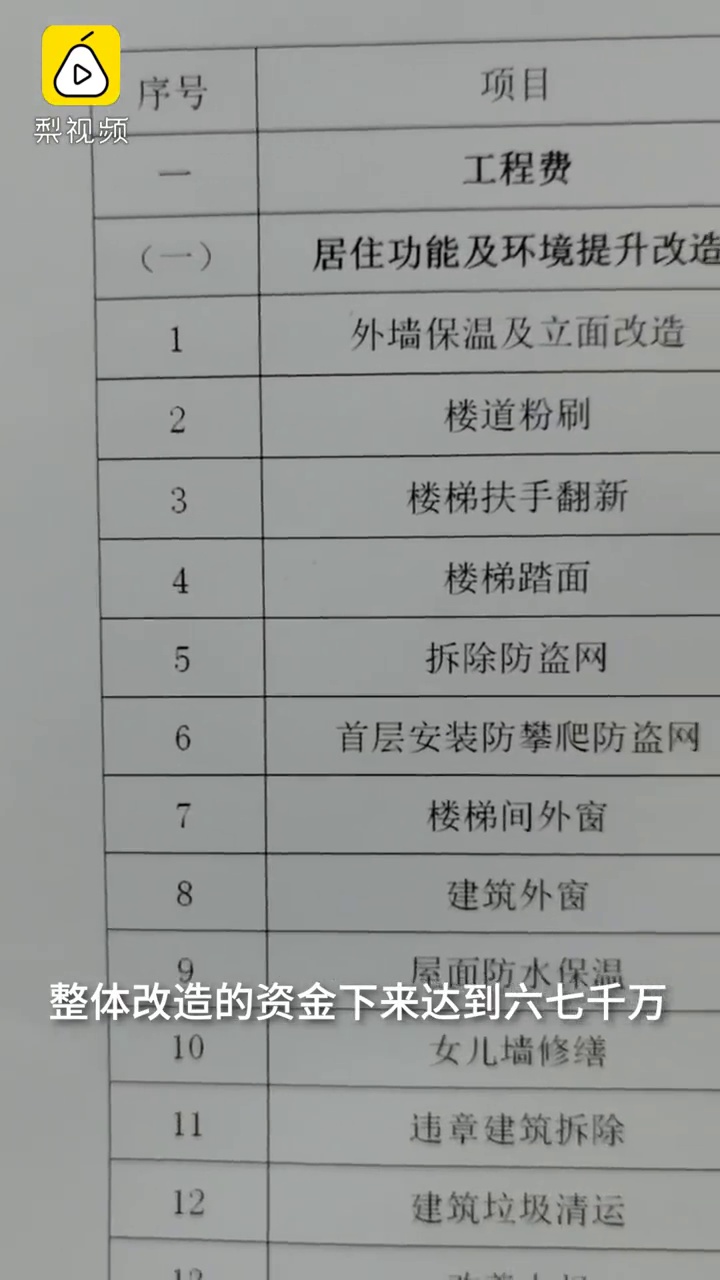 梨视频
序号 项目
一 工程费
（一） 居住功能及环境提升改造
1 外墙保温及立面改造
2 楼道粉刷
3 楼梯扶手翻新
4 楼梯踏面
5 拆除防盗网
6 首层安装防攀爬防盗网
7 楼梯间外窗
8 建筑外窗
9 屋面防水保温
整体改造的资金下来达到六七千万
10 女儿墙修缮
11 违章建筑拆除
12 建筑垃圾清运
13